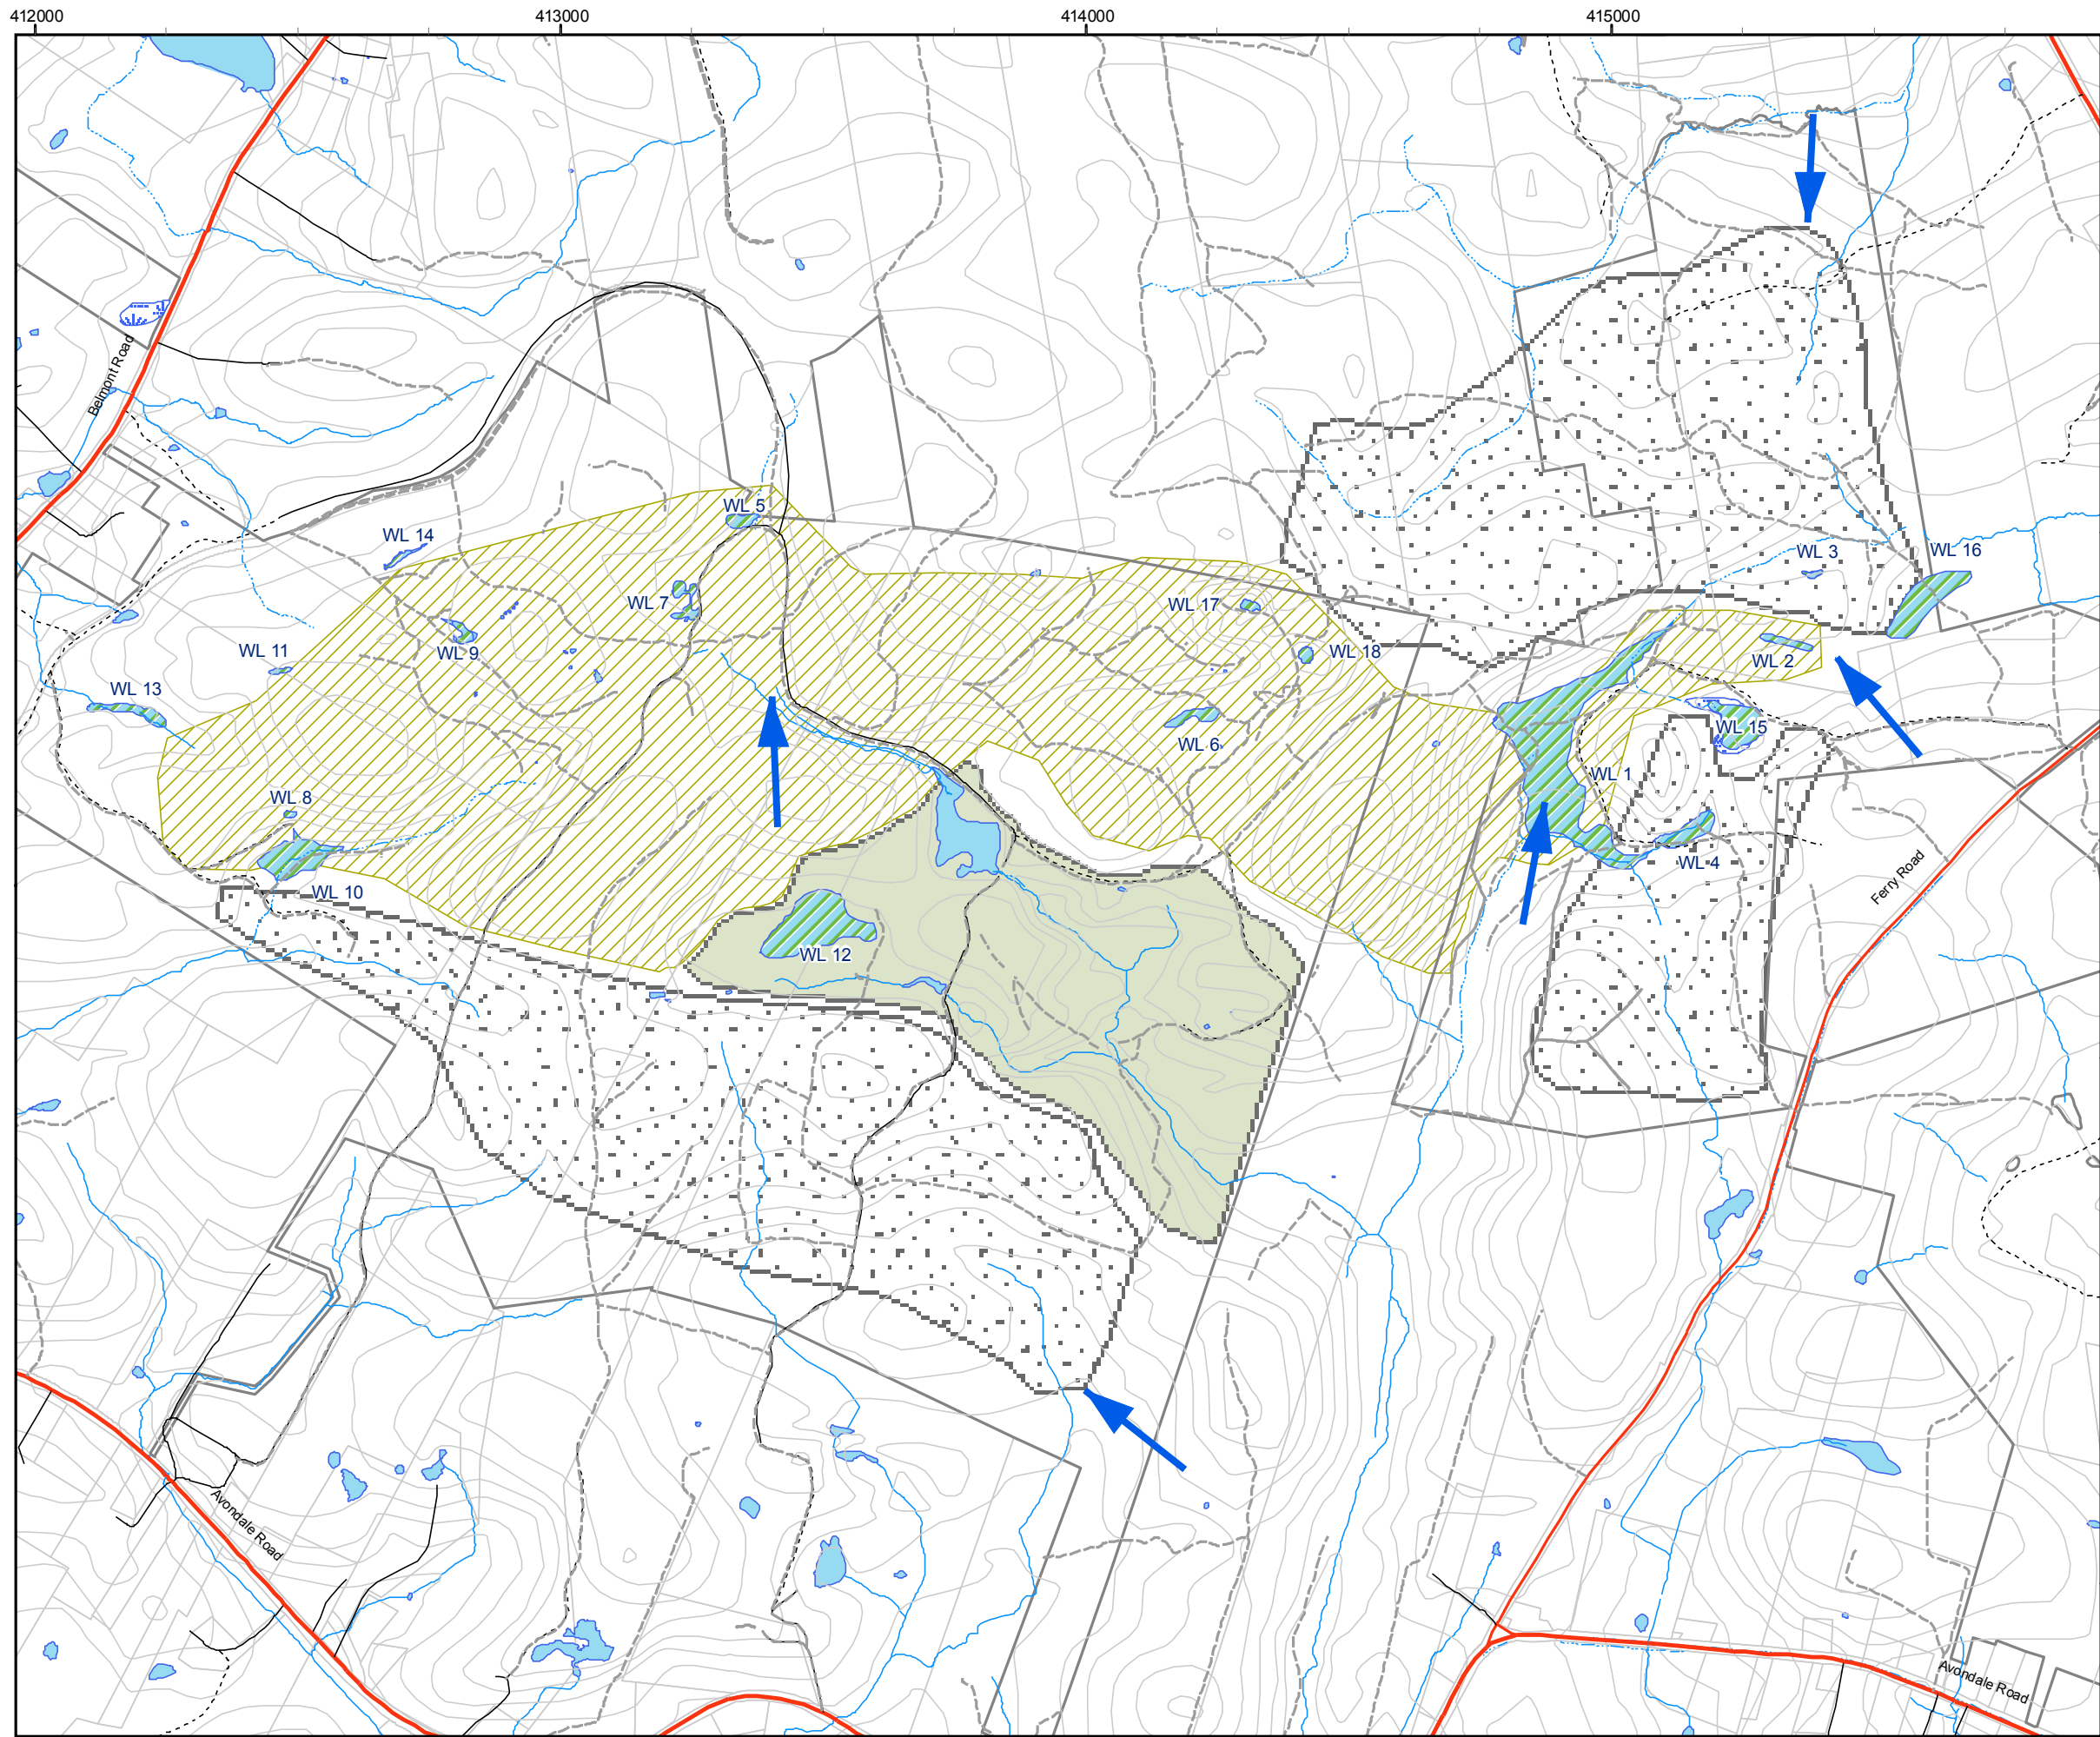 412000
413000
414000
415000
Belmont Road
WL 5
WL 14
WL 3
WL 16
WL 7
WL 17
WL 9
WL 11
WL 18
WL 2
WL 13
WL 6
WL 15
WL 1
WL 8
WL 4
WL 10
Ferry Road
WL 12
Avondale Road
Avondale Road